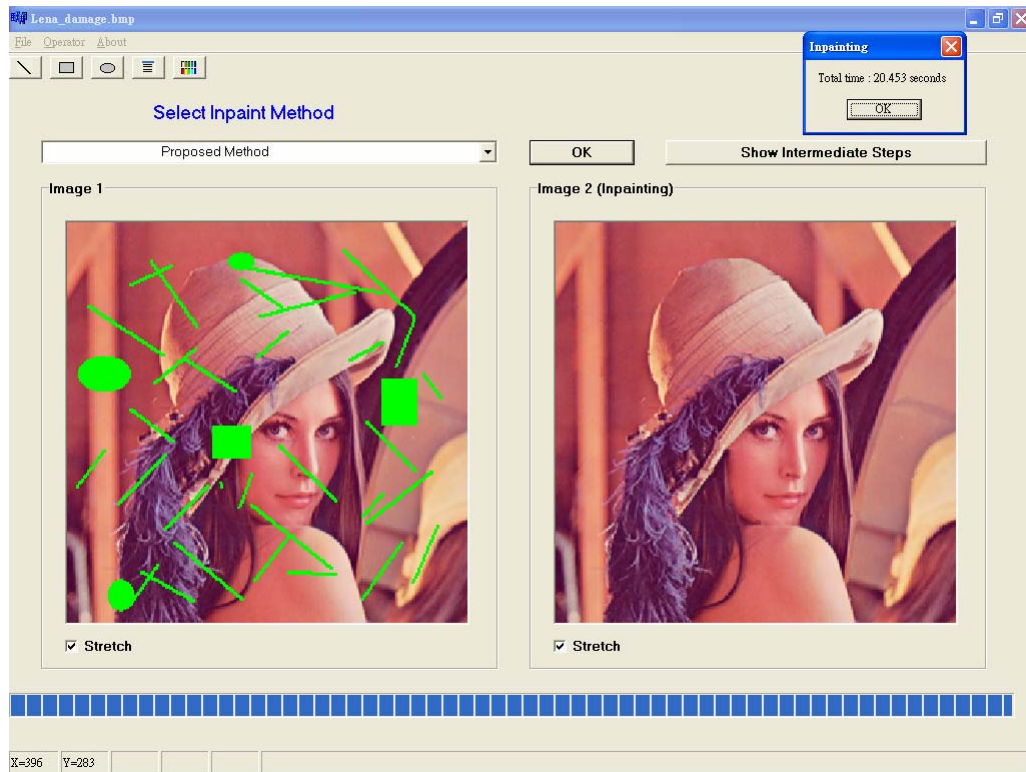 Lena_damage.bmp
File Operator About
Inpainting
Total time : 20.453 seconds
OK
Select Inpaint Method
Proposed Method
OK
Show Intermediate Steps
Image 1
Image 2 (Inpainting)
Stretch
Stretch
X=396 Y=283